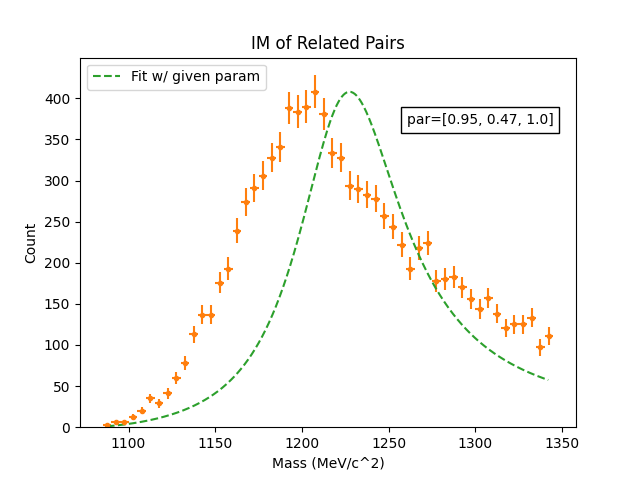 IM of Related Pairs
Fit w/ given param
par=[0.95, 0.47, 1.0]
400
350
300
250
200
150
100
50
0
Count
1100 1150 1200 1250 1300 1350
Mass (MeV/c^2)